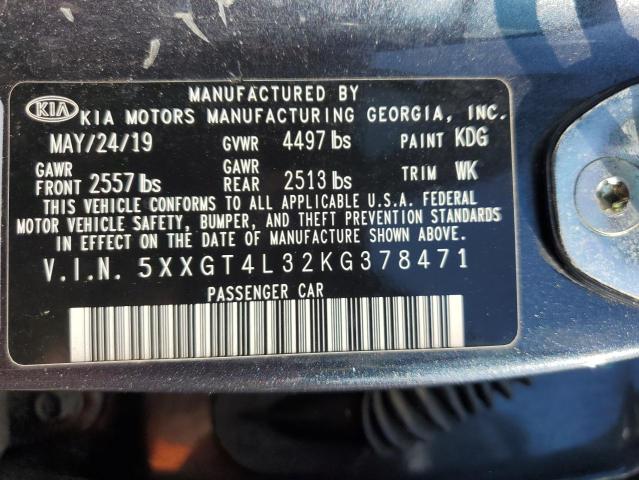 MANUFACTURED BY
KIA KIA MOTORS MANUFACTURING GEORGIA, INC.
MAY/24/19 GVWR 4497 lbs PAINT KDG
GAWR FRONT 2557 lbs GAWR REAR 2513 lbs TRIM WK
THIS VEHICLE CONFORMS TO ALL APPLICABLE U.S.A. FEDERAL
MOTOR VEHICLE SAFETY, BUMPER, AND THEFT PREVENTION STANDARDS
IN EFFECT ON THE DATE OF MANUFACTURE SHOWN ABOVE.
V.I.N. 5XXGT4L32KG378471
PASSENGER CAR